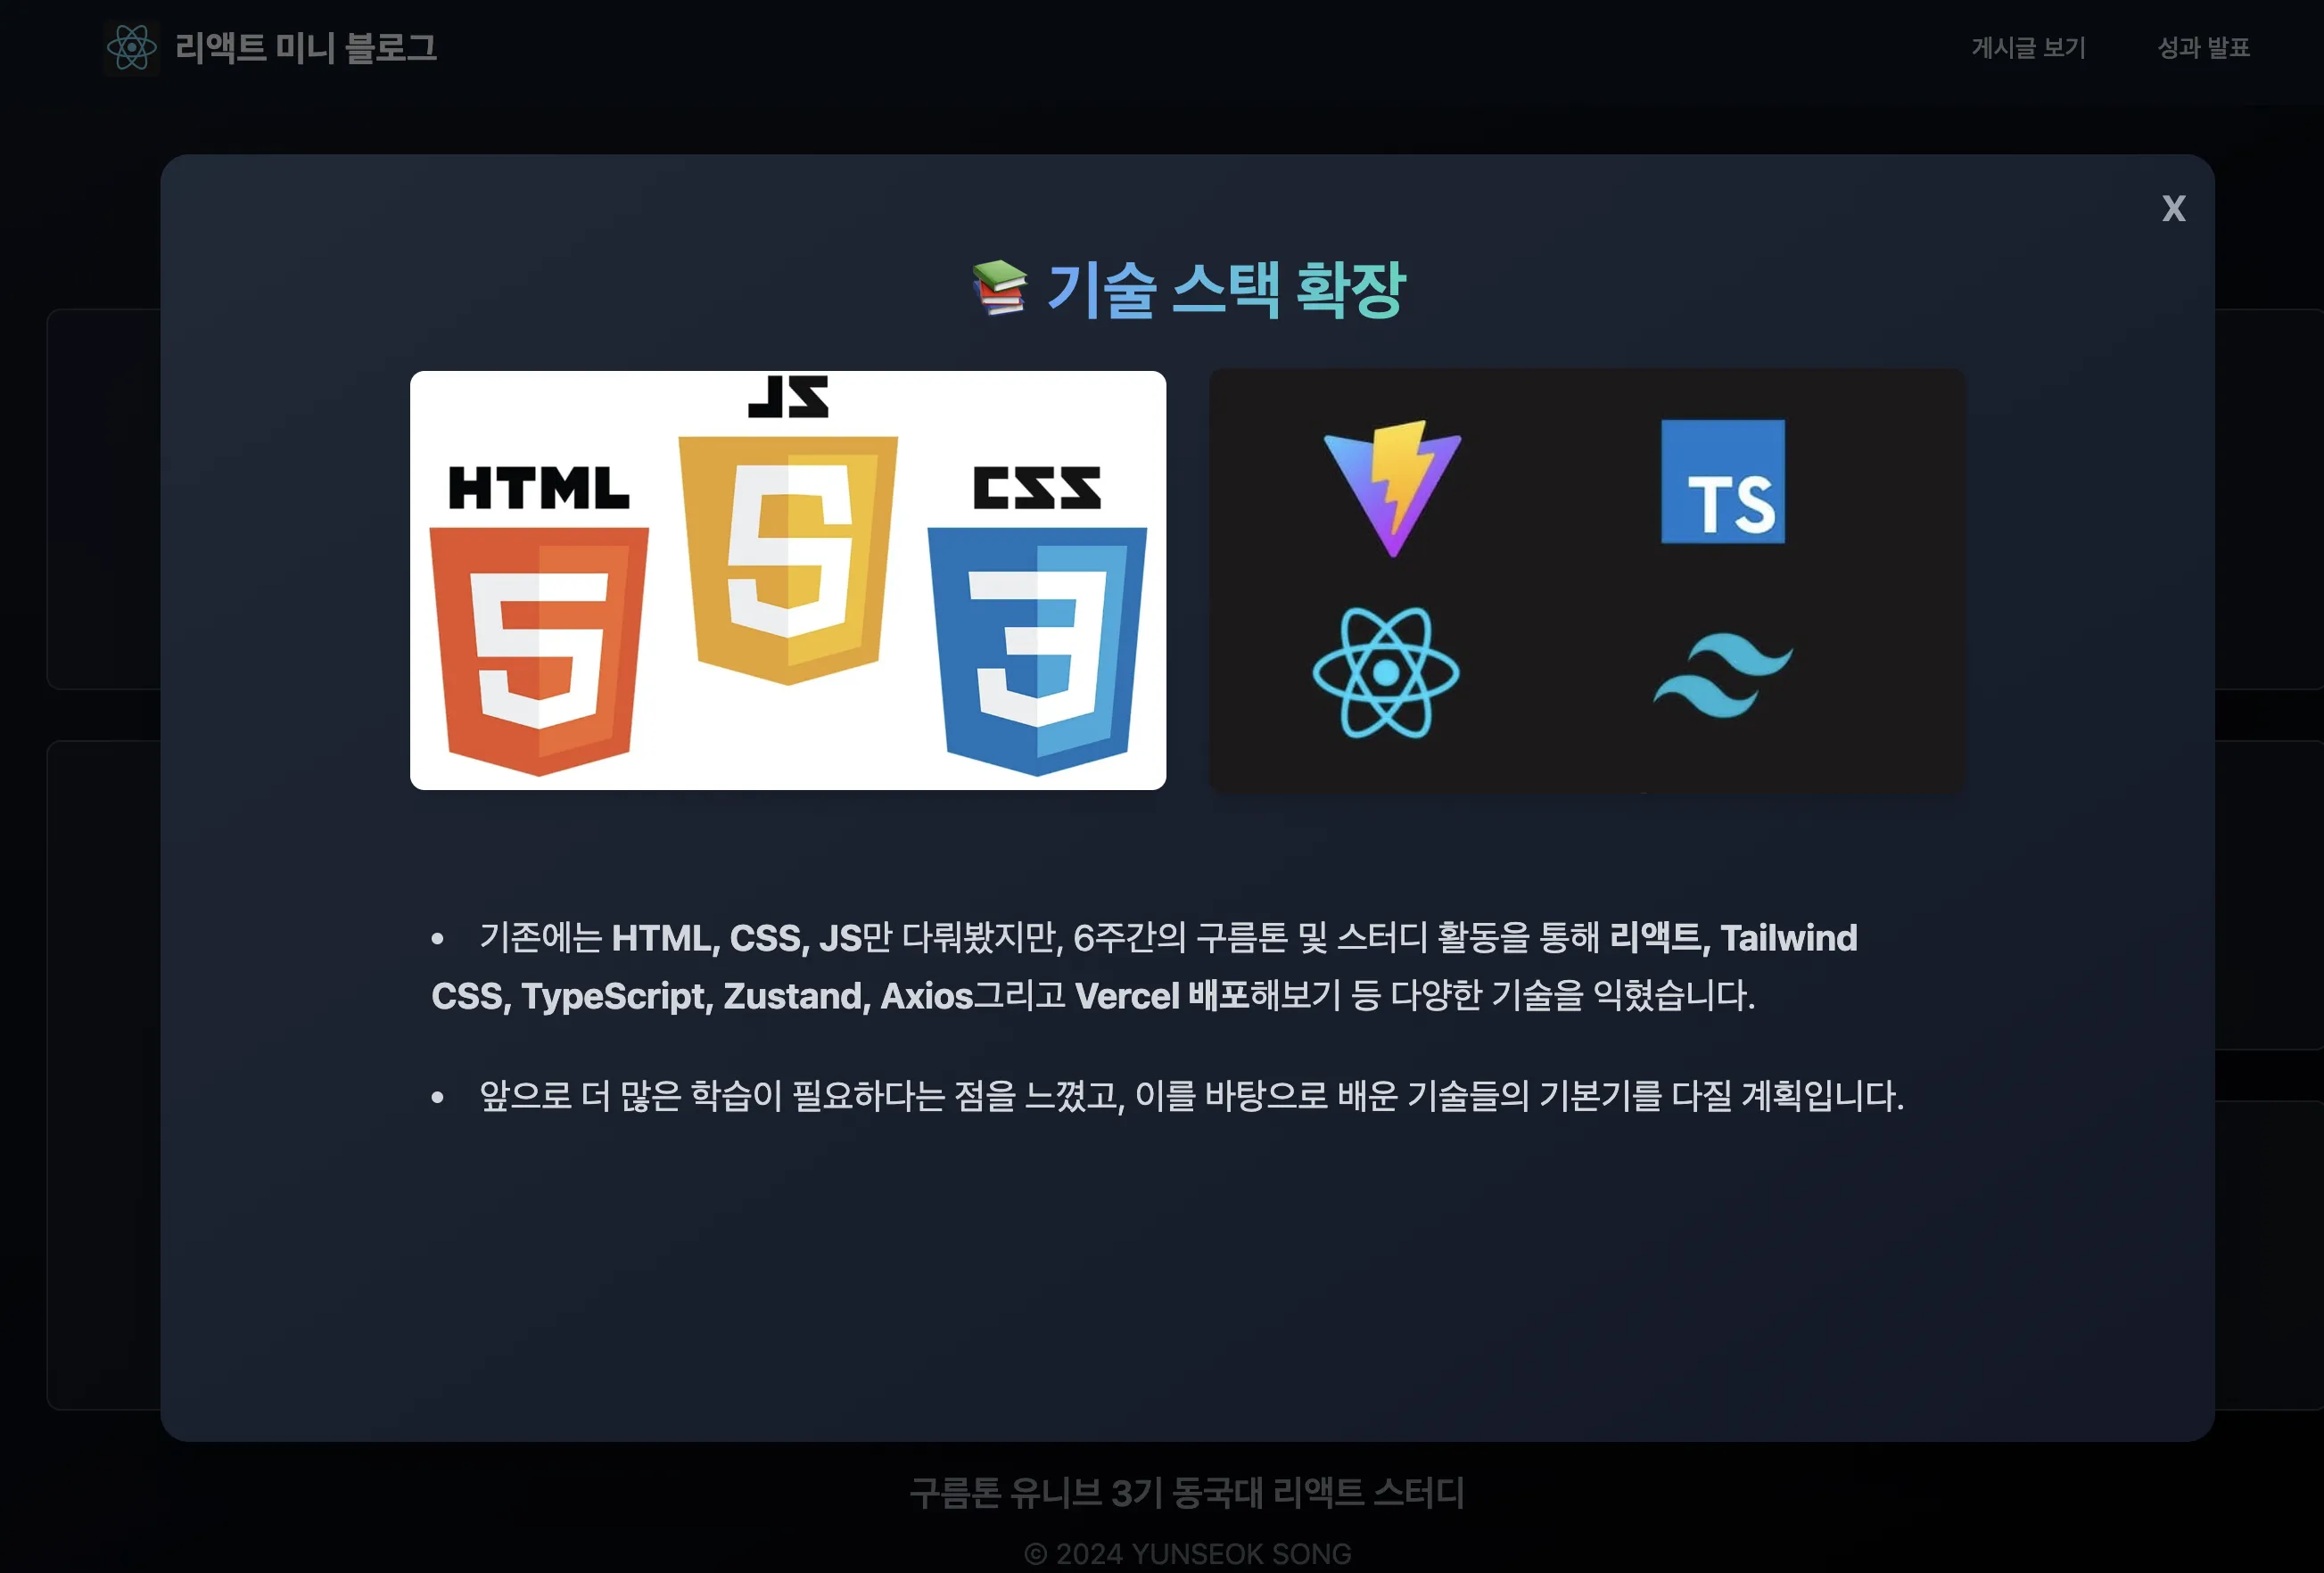 리액트 미니 블로그
게시글 보기
성과 발표
X
📚 기술 스택 확장
JS
HTML
CSS
TS
• 기존에는 HTML, CSS, JS만 다뤄봤지만, 6주간의 구름톤 및 스터디 활동을 통해 리액트, Tailwind
CSS, TypeScript, Zustand, Axios그리고 Vercel 배포해보기 등 다양한 기술을 익혔습니다.
• 앞으로 더 많은 학습이 필요하다는 점을 느꼈고, 이를 바탕으로 배운 기술들의 기본기를 다질 계획입니다.
구름톤 유니브 3기 동국대 리액트 스터디
© 2024 YUNSEOK SONG